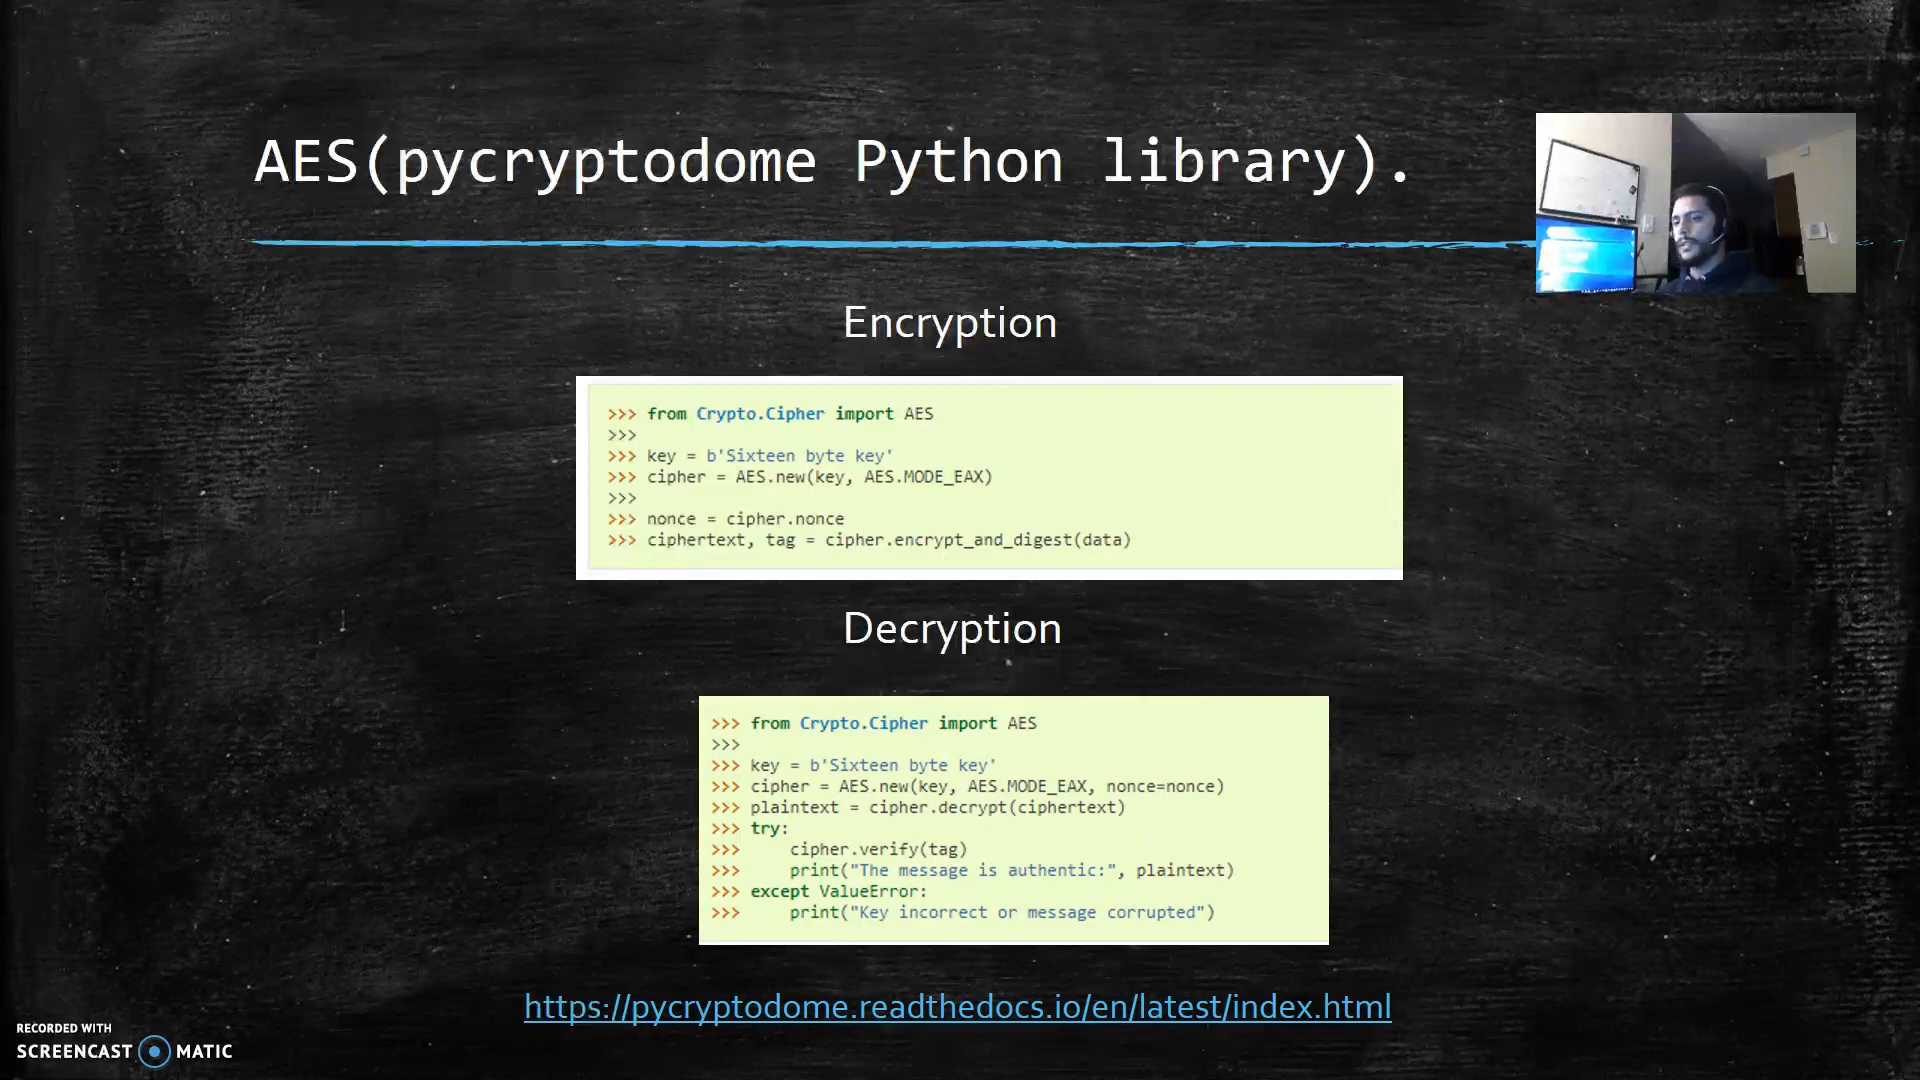 AES(pycryptodome Python library).
Encryption
>>> from Crypto.Cipher import AES
>>>
>>> key = b'Sixteen byte key'
>>> cipher = AES.new(key, AES.MODE_EAX)
>>>
>>> nonce = cipher.nonce
>>> ciphertext, tag = cipher.encrypt_and_digest(data)
Decryption
>>> from Crypto.Cipher import AES
>>>
>>> key = b'Sixteen byte key'
>>> cipher = AES.new(key, AES.MODE_EAX, nonce=nonce)
>>> plaintext = cipher.decrypt(ciphertext)
>>> try:
>>>     cipher.verify(tag)
>>>     print("The message is authentic:", plaintext)
>>> except ValueError:
>>>     print("Key incorrect or message corrupted")
https://pycryptodome.readthedocs.io/en/latest/index.html
RECORDED WITH
SCREENCAST MATIC